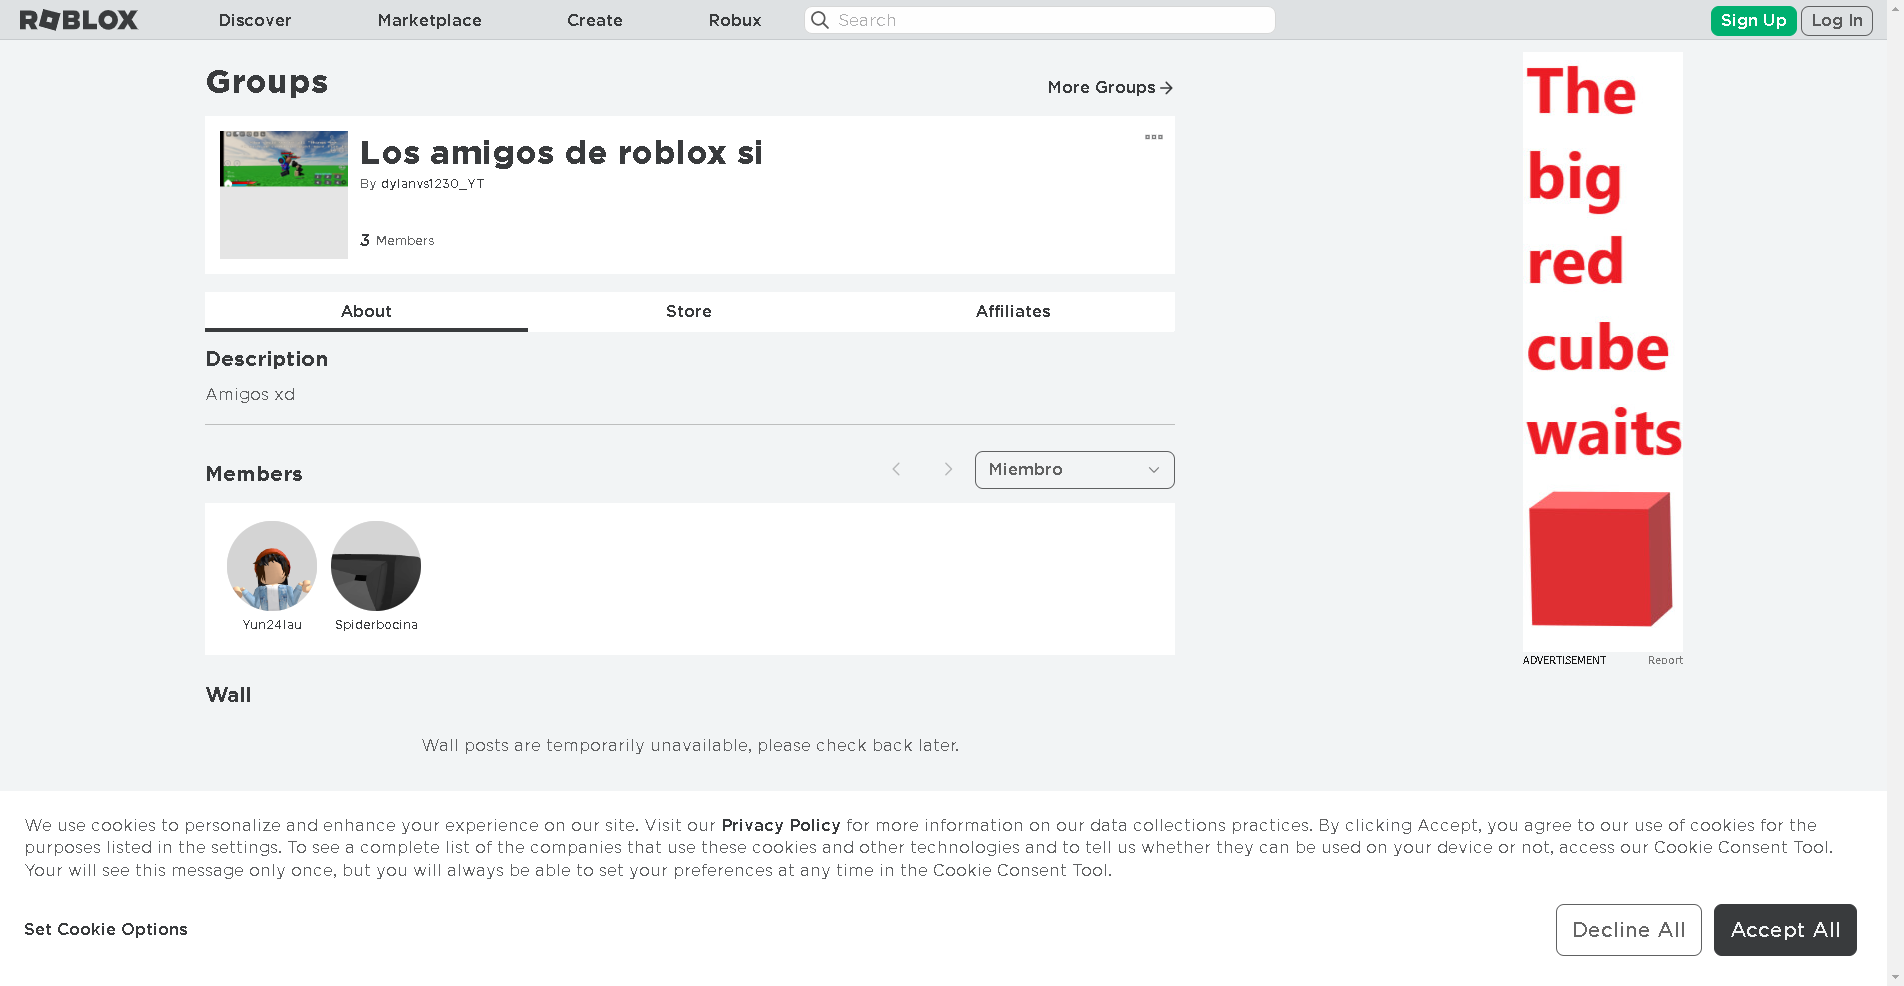 ROBLOX
Discover
Marketplace
Create
Robux
Search
Sign Up
Log In
Groups
More Groups
Los amigos de roblox si
By dylanvs1230_YT
3 Members
About
Store
Affiliates
Description
Amigos xd
Members
Miembro
Yun24lau
Spiderbocina
Wall
Wall posts are temporarily unavailable, please check back later.
The
big
red
cube
waits
ADVERTISEMENT
Report
We use cookies to personalize and enhance your experience on our site. Visit our Privacy Policy for more information on our data collections practices. By clicking Accept, you agree to our use of cookies for the
purposes listed in the settings. To see a complete list of the companies that use these cookies and other technologies and to tell us whether they can be used on your device or not, access our Cookie Consent Tool.
Your will see this message only once, but you will always be able to set your preferences at any time in the Cookie Consent Tool.
Set Cookie Options
Decline All
Accept All